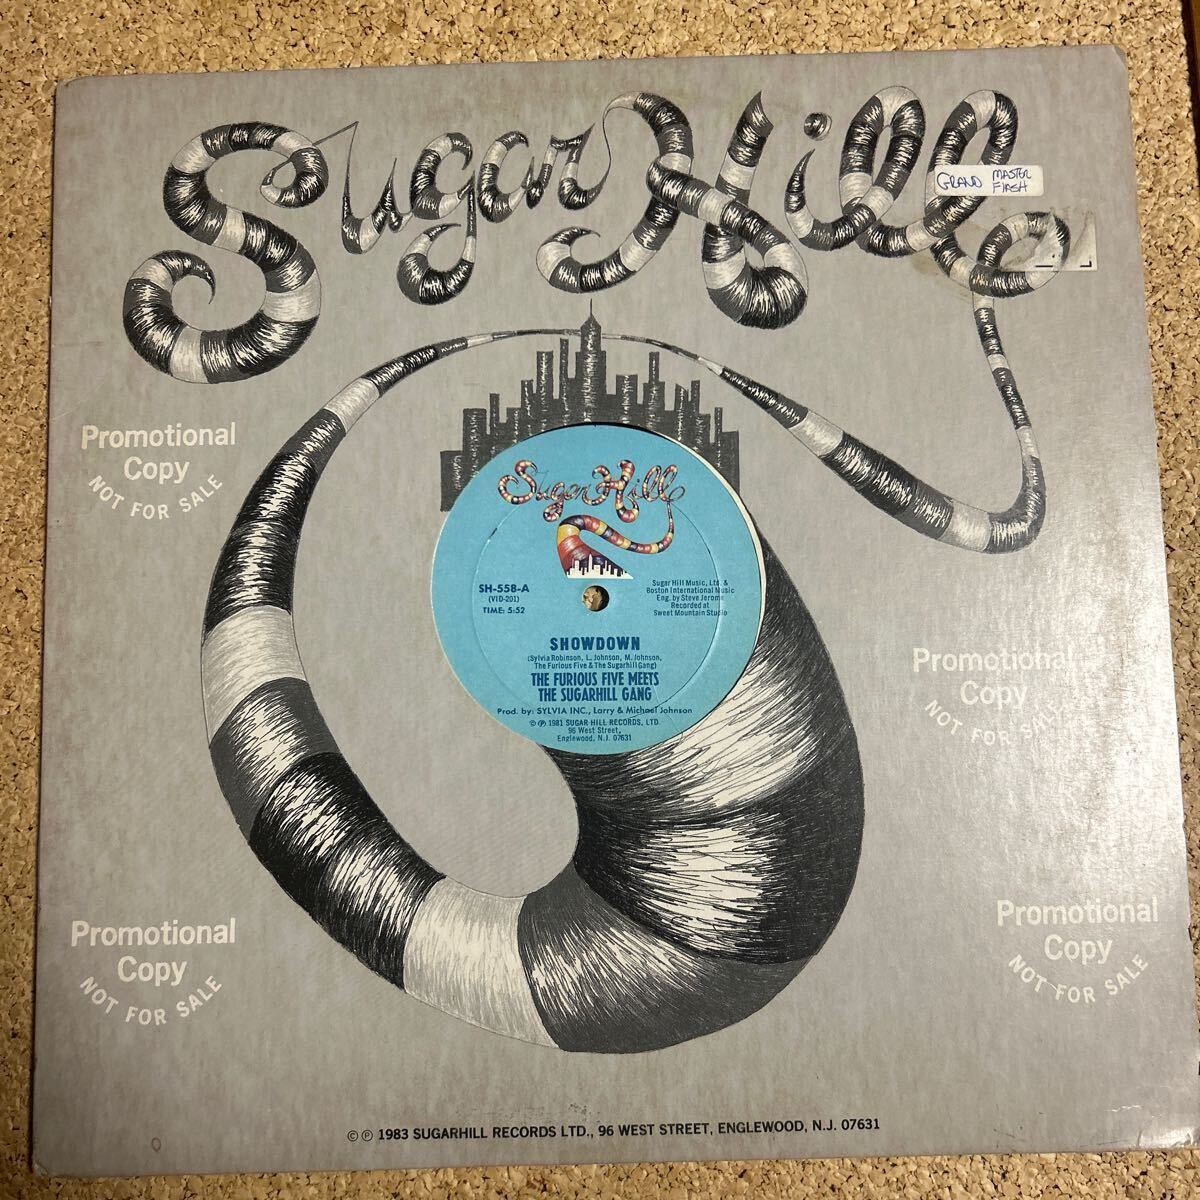 Sugar Hill
GRAND MASTER
FLASH
Promotional
Copy
NOT FOR SALE
Sugar Hill
SH-558-A
(VID-201)
TIME: 5:52
Sugar Hill Music, Ltd. &
Boston International Music
Eng. by Steve Jerome
Recorded at
Sweet Mountain Studio
SHOWDOWN
(Sylvia Robinson, L. Johnson, M. Johnson,
The Furious Five & The Sugarhill Gang)
THE FURIOUS FIVE MEETS
THE SUGARHILL GANG
Prod. by: SYLVIA INC., Larry & Michael Johnson
© ℗ 1981 SUGAR HILL RECORDS, LTD.
96 West Street,
Englewood, N.J. 07631
Promotional
Copy
NOT FOR
Promotional
Copy
NOT FOR SALE
Promotional
Copy
NOT FOR SALE
© ℗ 1983 SUGARHILL RECORDS LTD., 96 WEST STREET, ENGLEWOOD, N.J. 07631